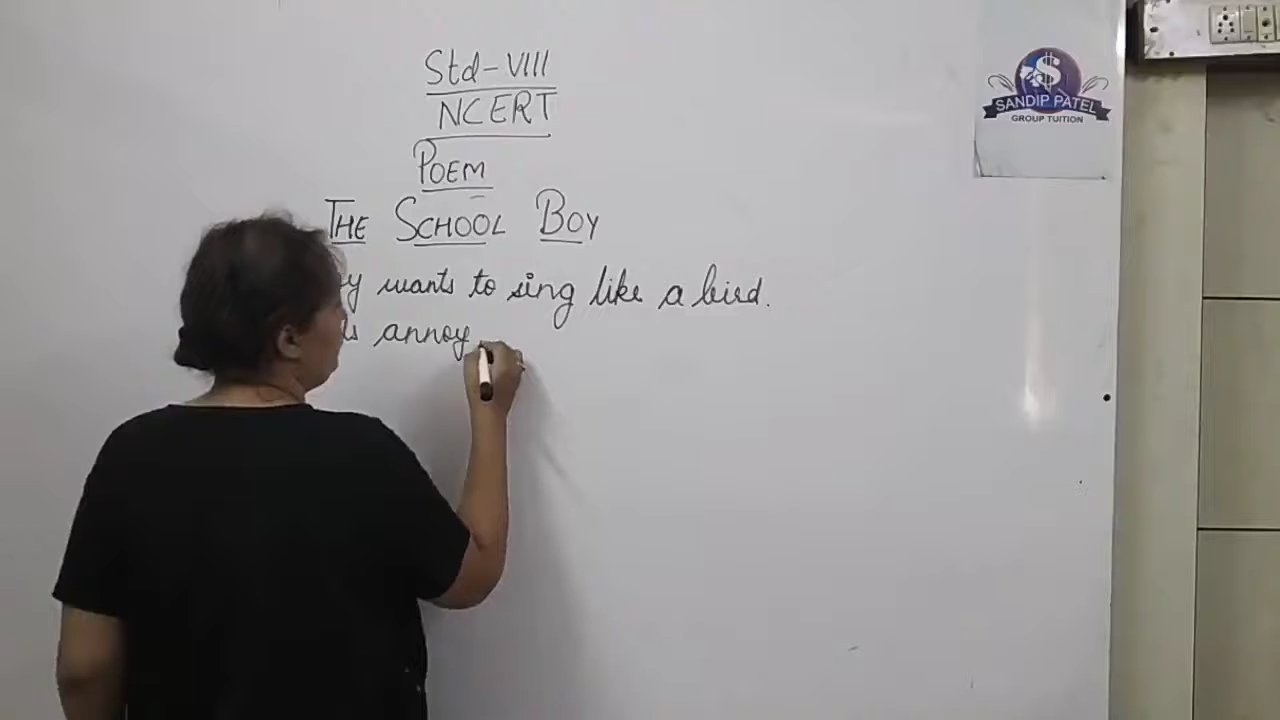 Std-VIII
NCERT
POEM
THE SCHOOL BOY
wants to sing like a bird.
annoy
SANDIP PATEL
GROUP TUITION